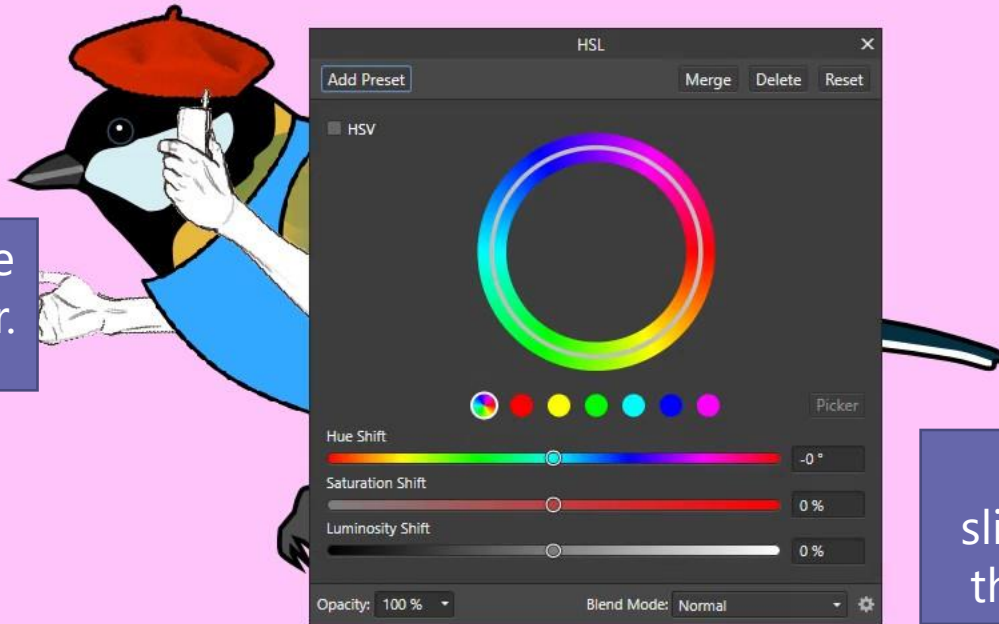 HSL
Add Preset
Merge Delete Reset
HSV
Picker
Hue Shift
-0 °
Saturation Shift
0 %
Luminosity Shift
0 %
Opacity: 100 %
Blend Mode: Normal